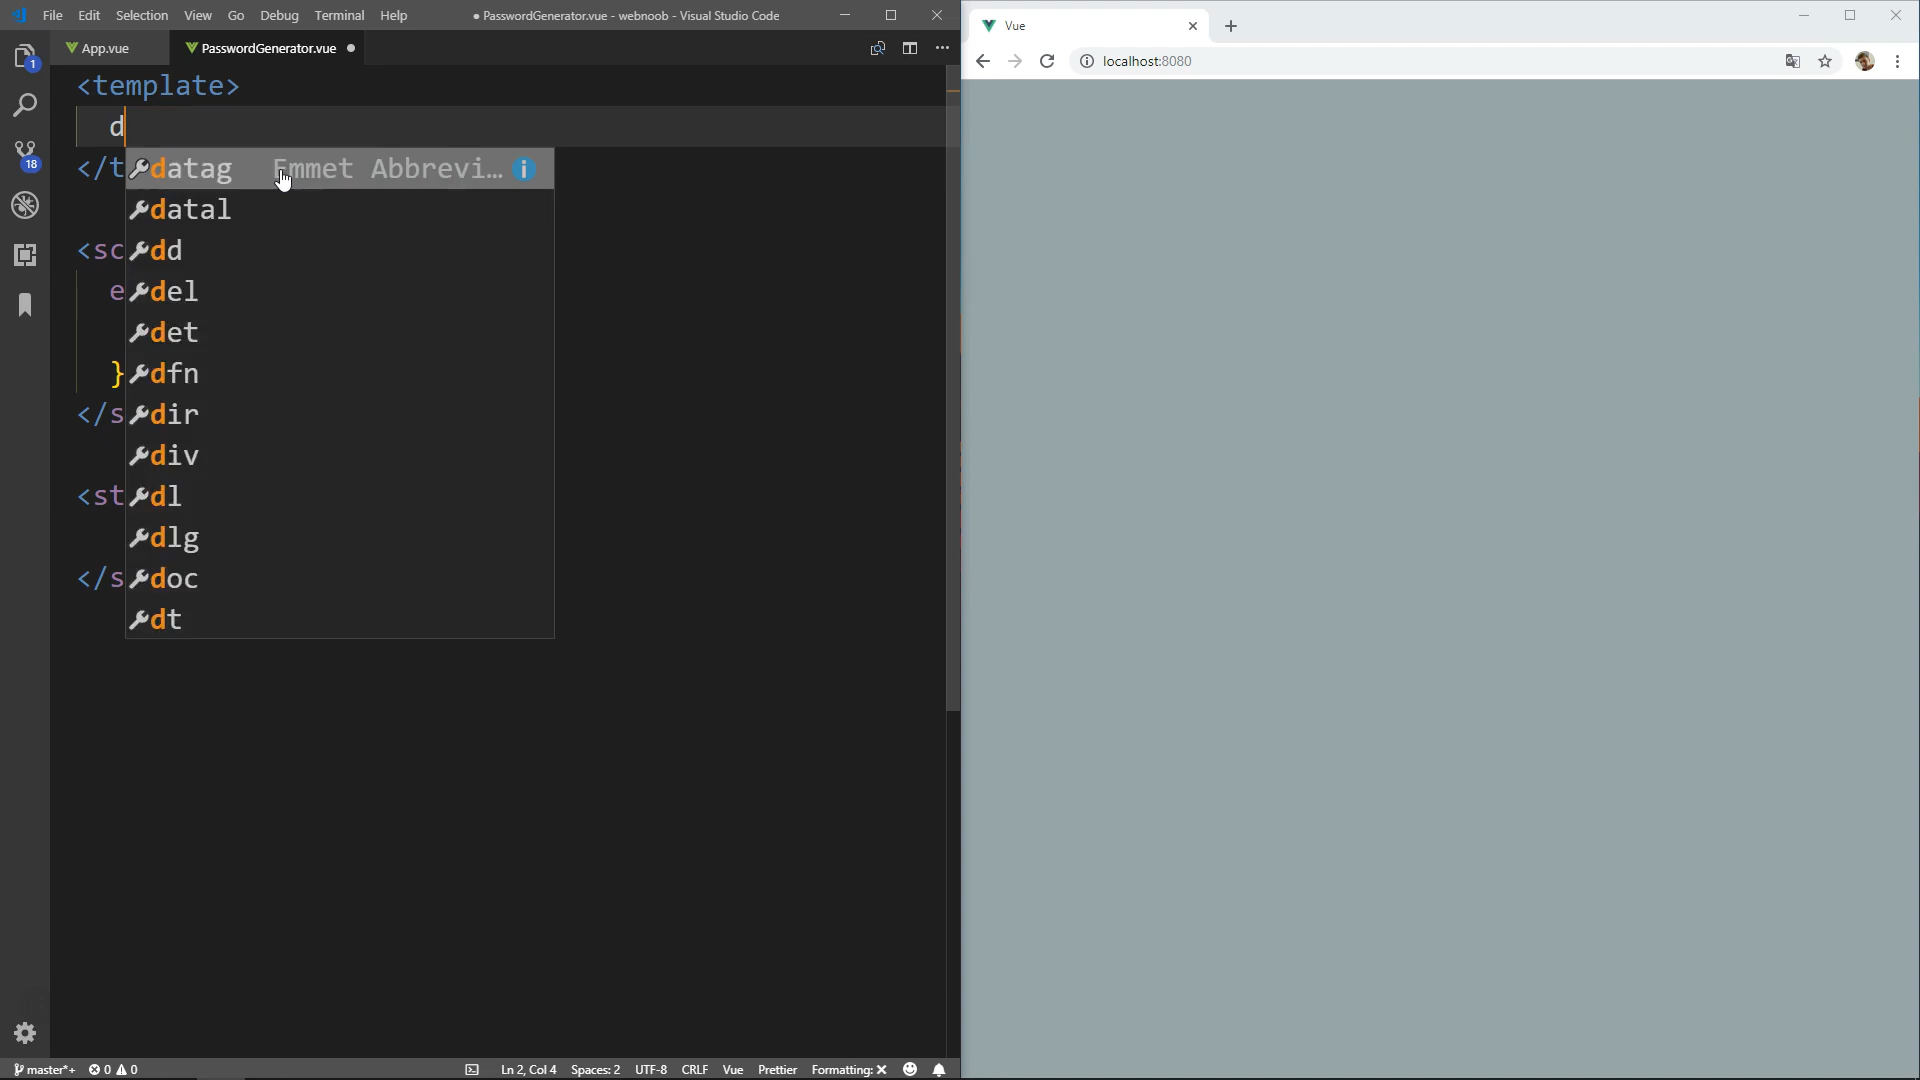 File Edit Selection View Go Debug Terminal Help
● PasswordGenerator.vue - webnoob - Visual Studio Code
App.vue PasswordGenerator.vue
1
18
<template>
d
</t
datag Emmet Abbrevi...
datal
<sc
dd
e
del
det
}
dfn
</s
dir
div
<st
dl
dlg
</s
doc
dt
master*+ 0 0 Ln 2, Col 4 Spaces: 2 UTF-8 CRLF Vue Prettier Formatting: ✕
Vue
localhost:8080